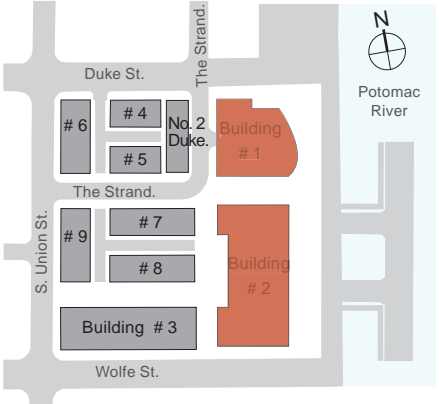 N
The Strand.
Duke St.
Potomac
River
# 6
# 4
No. 2
Duke.
# 5
Building
# 1
The Strand.
S. Union St.
# 9
# 7
# 8
Building
# 2
Building # 3
Wolfe St.